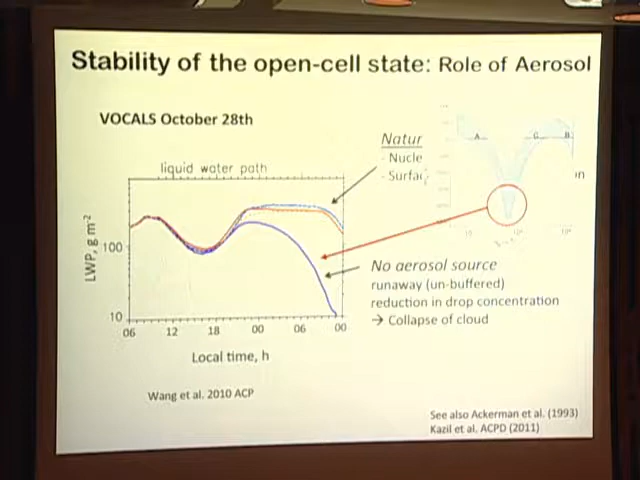 Stability of the open-cell state: Role of Aerosol
VOCALS October 28th
Natur
- Nucle
- Surfac
A
C
B
liquid water path
LWP, g m-2
100
10
06 12 18 00 06 00
Local time, h
No aerosol source
runaway (un-buffered)
reduction in drop concentration
→ Collapse of cloud
Wang et al. 2010 ACP
See also Ackerman et al. (1993)
Kazil et al. ACPD (2011)